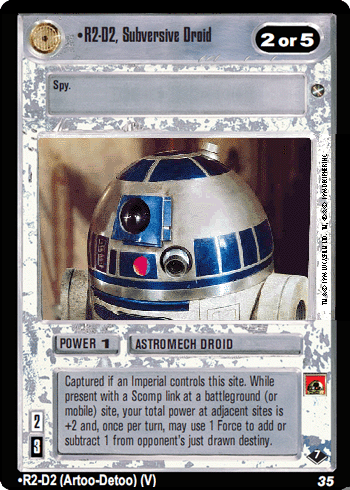 •R2-D2, Subversive Droid
2 or 5
Spy.
POWER 1
ASTROMECH DROID
Captured if an Imperial controls this site. While
present with a Scomp link at a battleground (or
mobile) site, your total power at adjacent sites is
+2 and, once per turn, may use 1 Force to add or
subtract 1 from opponent's just drawn destiny.
2
3
7
•R2-D2 (Artoo-Detoo) (V)
35